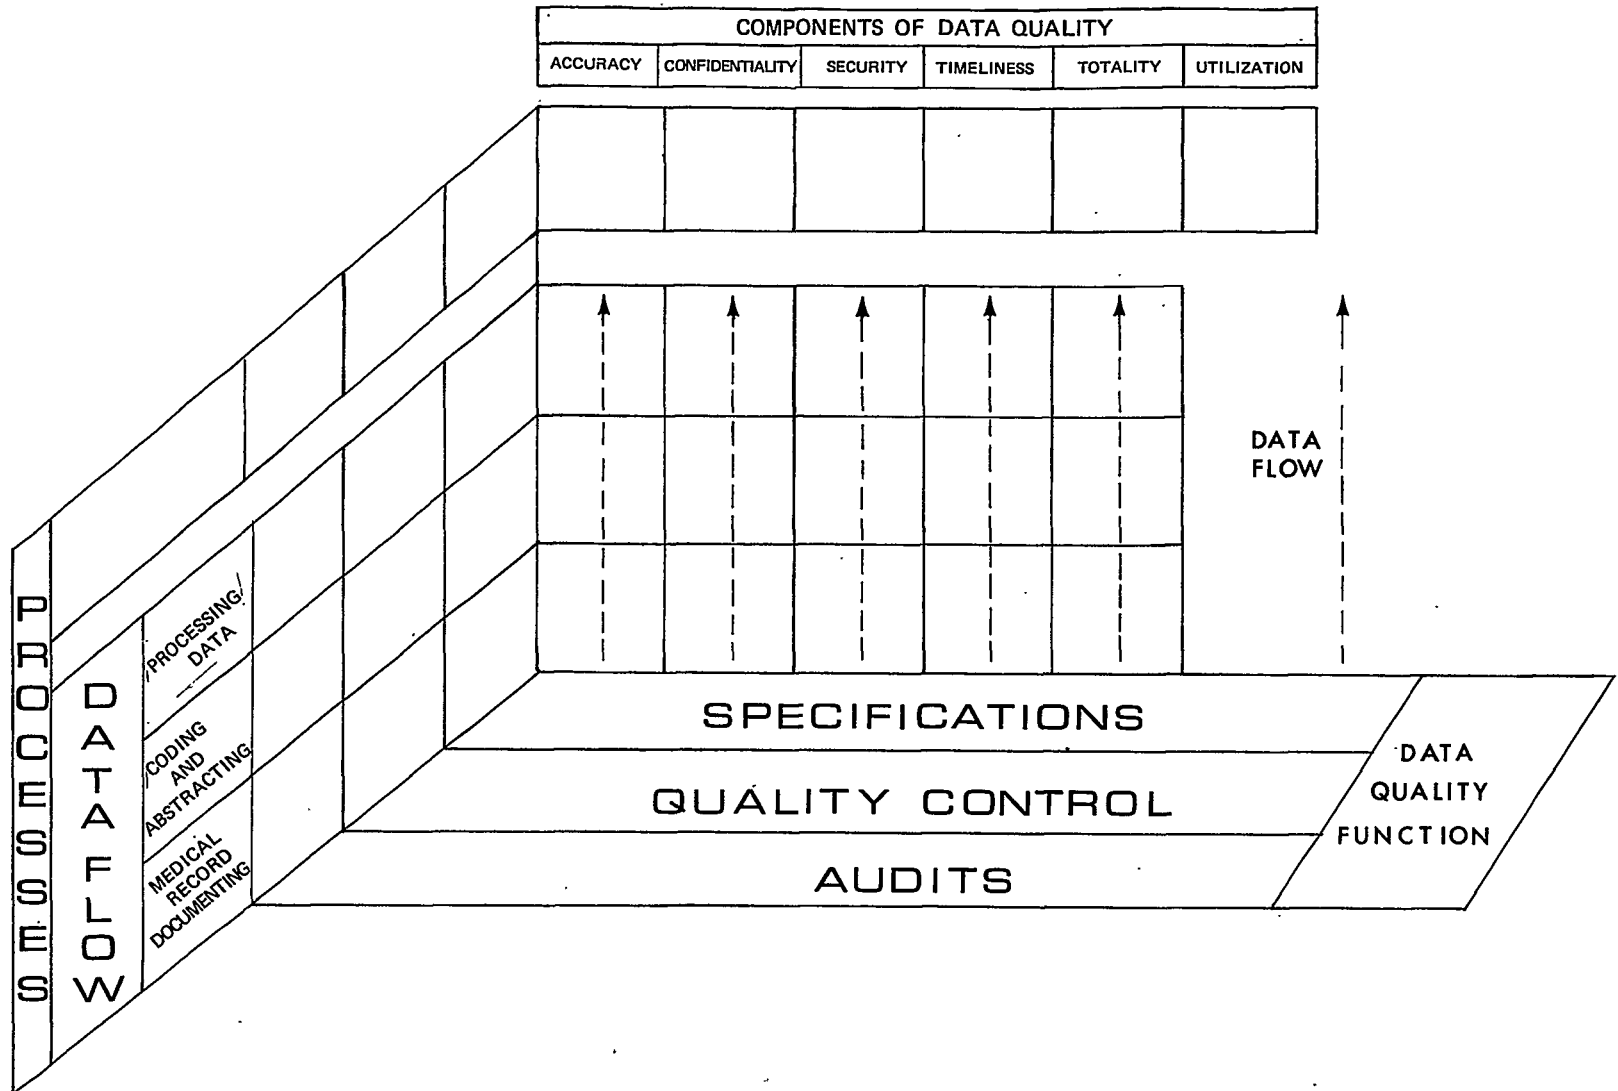 COMPONENTS OF DATA QUALITY
ACCURACY CONFIDENTIALITY SECURITY TIMELINESS TOTALITY UTILIZATION
DATA
FLOW
PROCESSES
DATA FLOW
PROCESSING
DATA
CODING
AND
ABSTRACTING
MEDICAL
RECORD
DOCUMENTING
SPECIFICATIONS
QUALITY CONTROL
AUDITS
DATA
QUALITY
FUNCTION